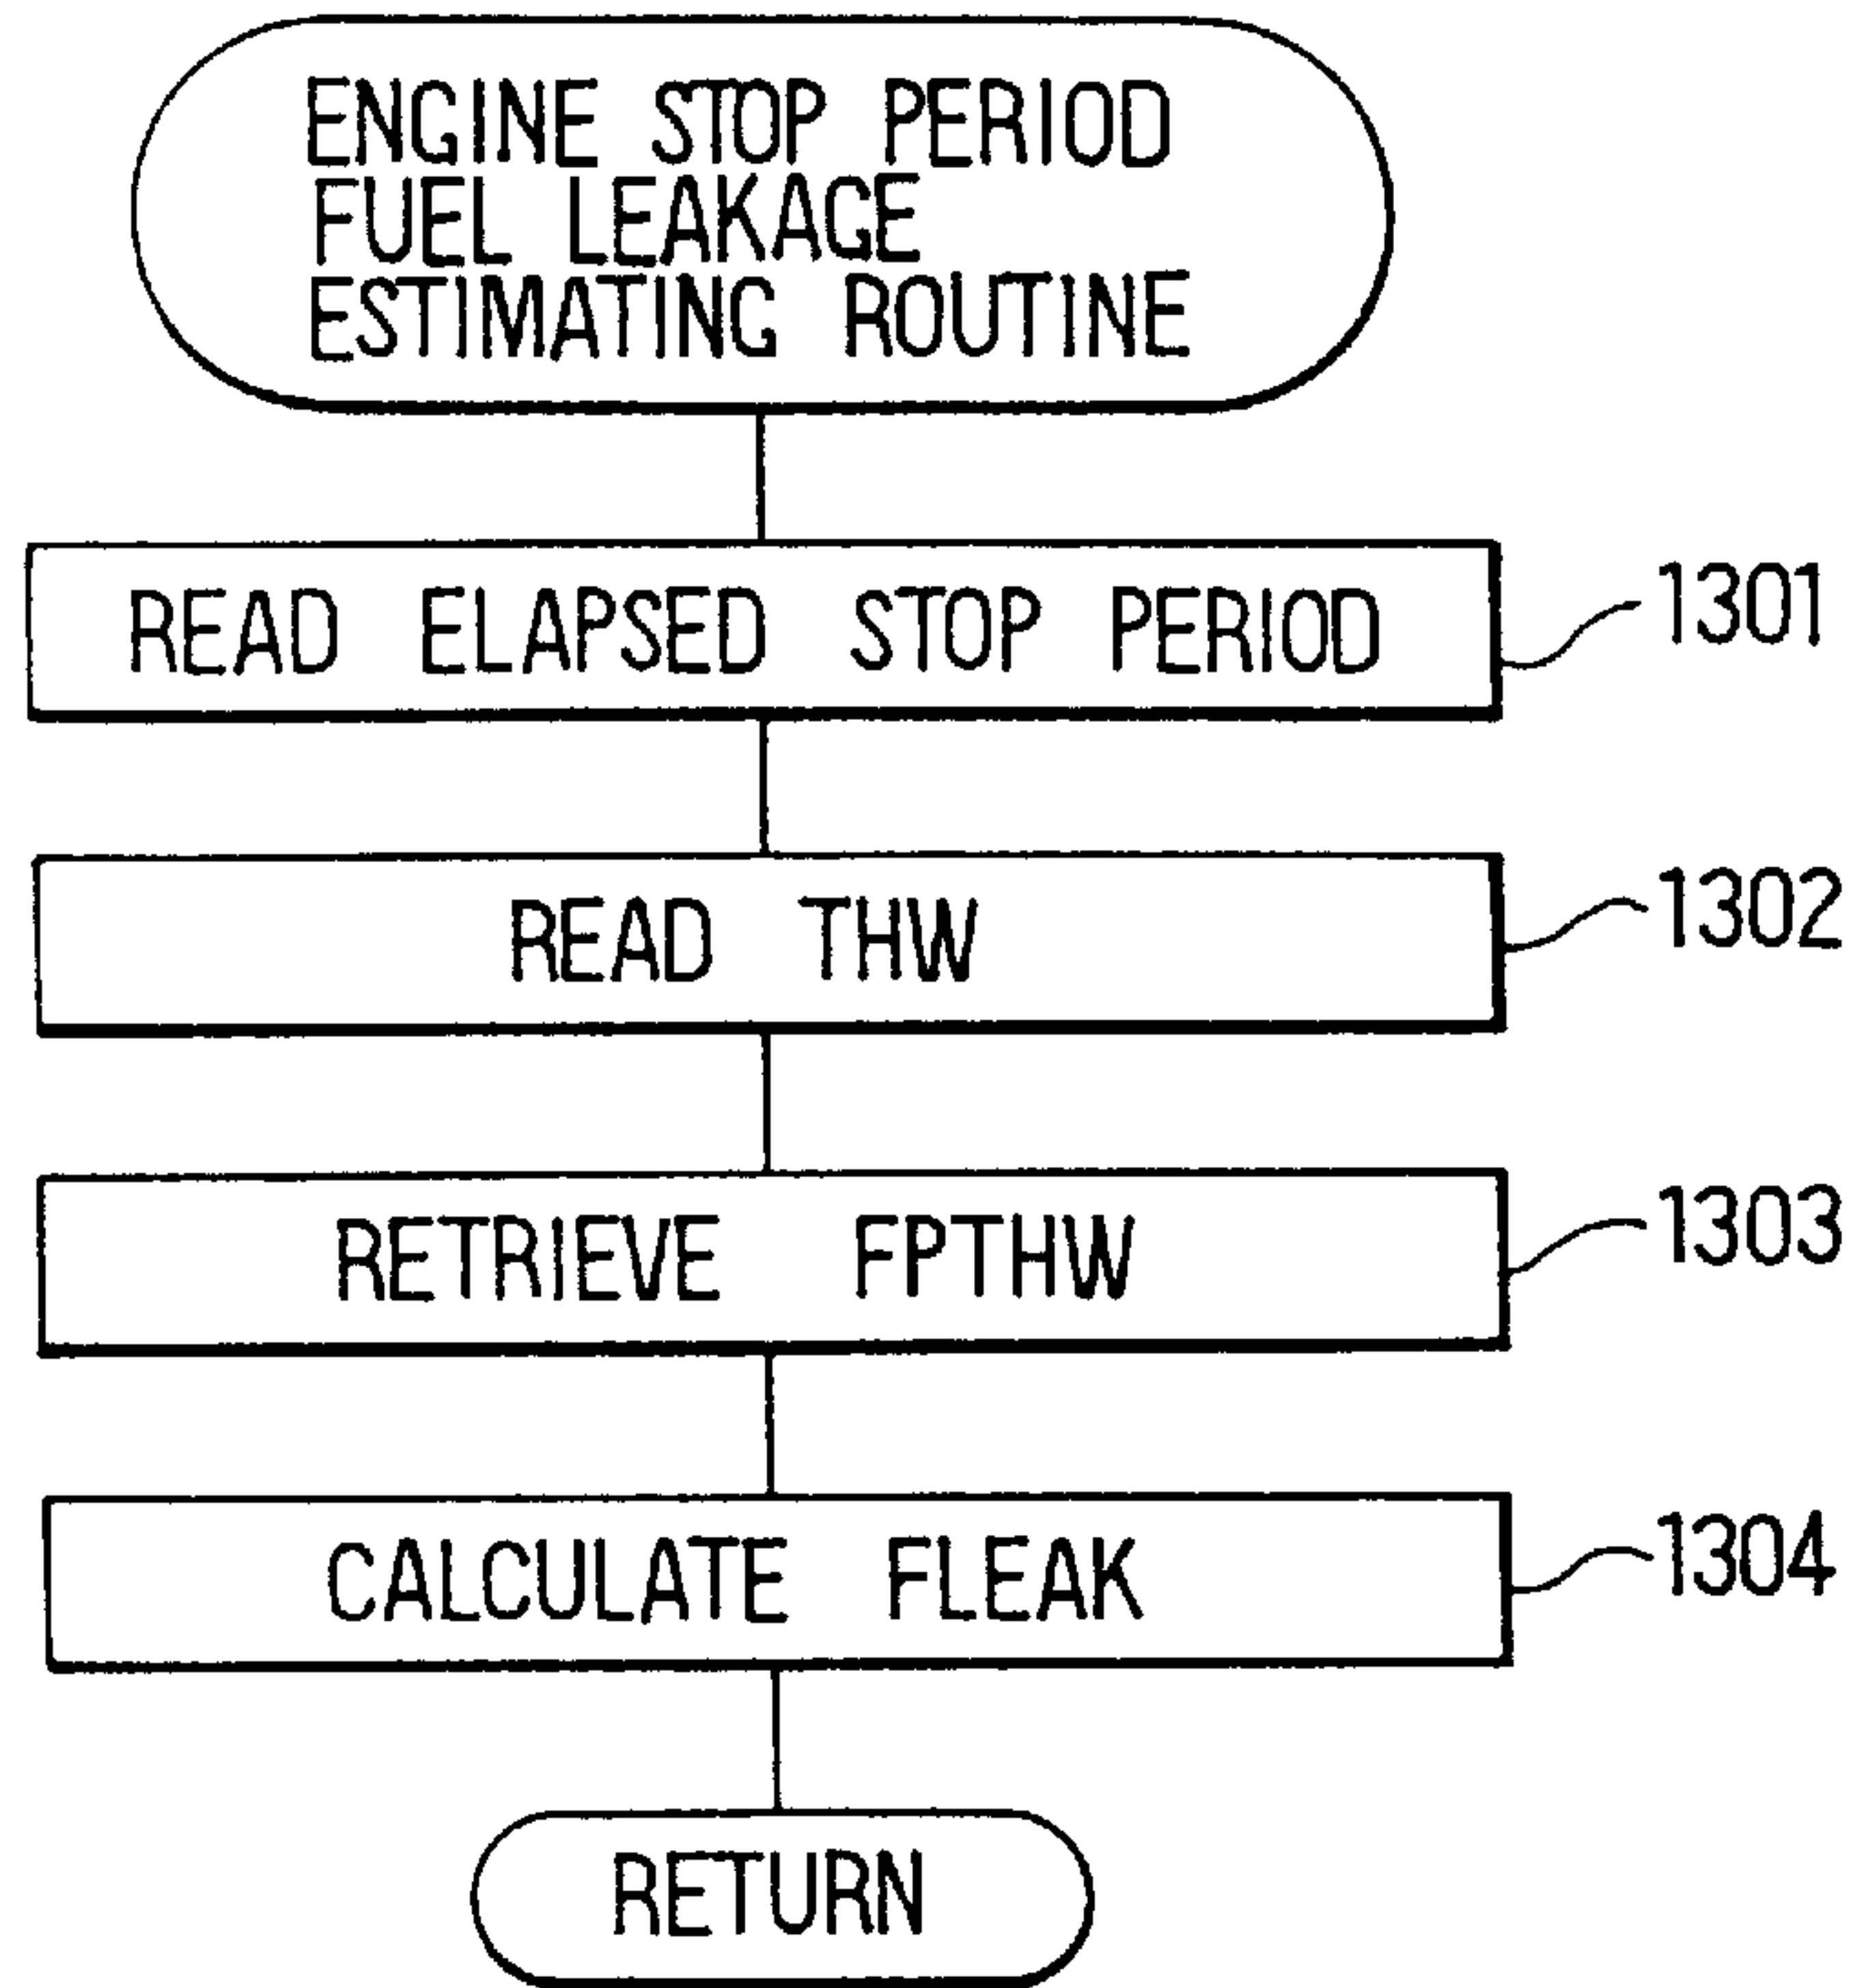 ENGINE STOP PERIOD
FUEL LEAKAGE
ESTIMATING ROUTINE
READ ELAPSED STOP PERIOD
1301
READ THW
1302
RETRIEVE FPTHW
1303
CALCULATE FLEAK
1304
RETURN